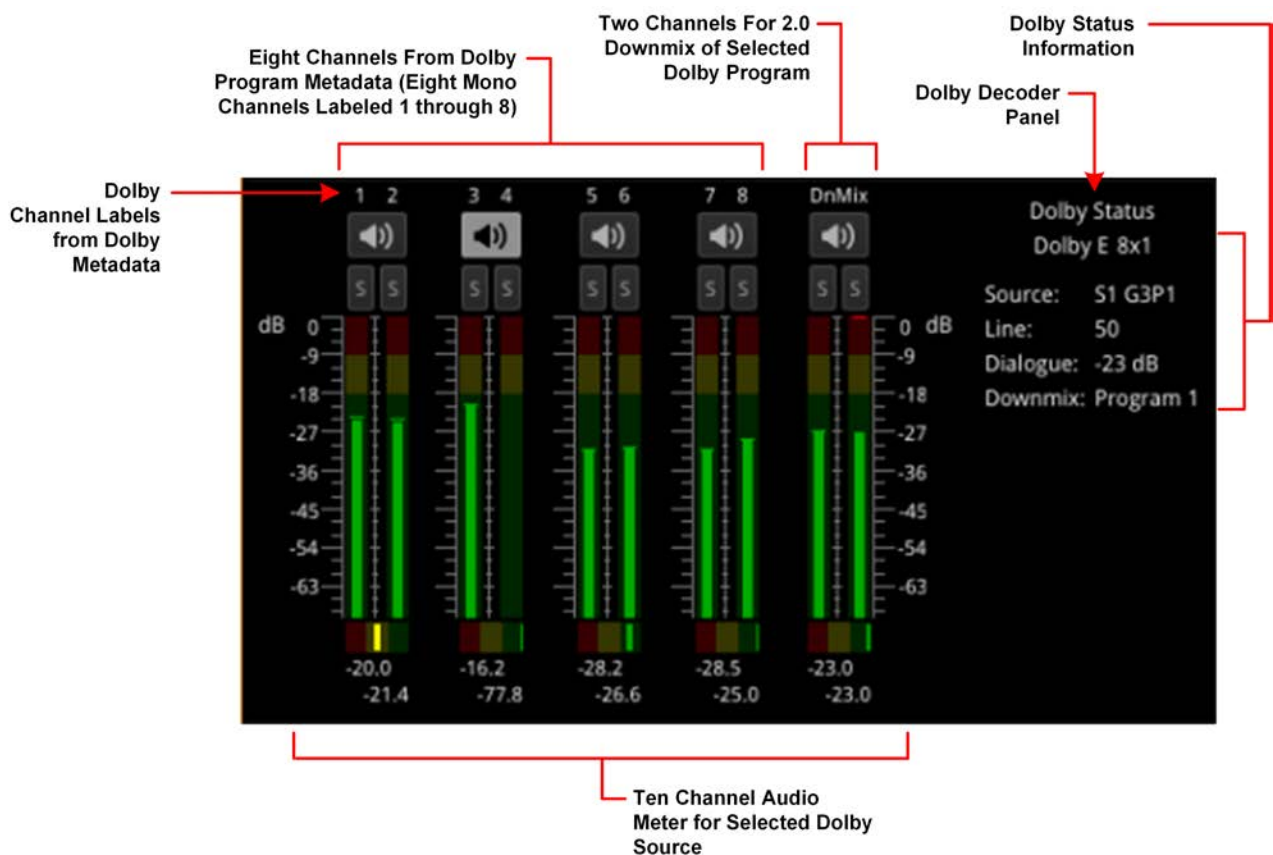 Two Channels For 2.0
Downmix of Selected
Dolby Program
Dolby Status
Information
Eight Channels From Dolby
Program Metadata (Eight Mono
Channels Labeled 1 through 8)
Dolby Decoder
Panel
Dolby
Channel Labels
from Dolby
Metadata
1 2 3 4 5 6 7 8 DnMix
S S S S S S S S S S
dB 0 0 dB
-9 -9
-18 -18
-27 -27
-36 -36
-45 -45
-54 -54
-63 -63
-20.0 -16.2 -28.2 -28.5 -23.0
-21.4 -77.8 -26.6 -25.0 -23.0
Dolby Status
Dolby E 8x1
Source: S1 G3P1
Line: 50
Dialogue: -23 dB
Downmix: Program 1
Ten Channel Audio
Meter for Selected Dolby
Source